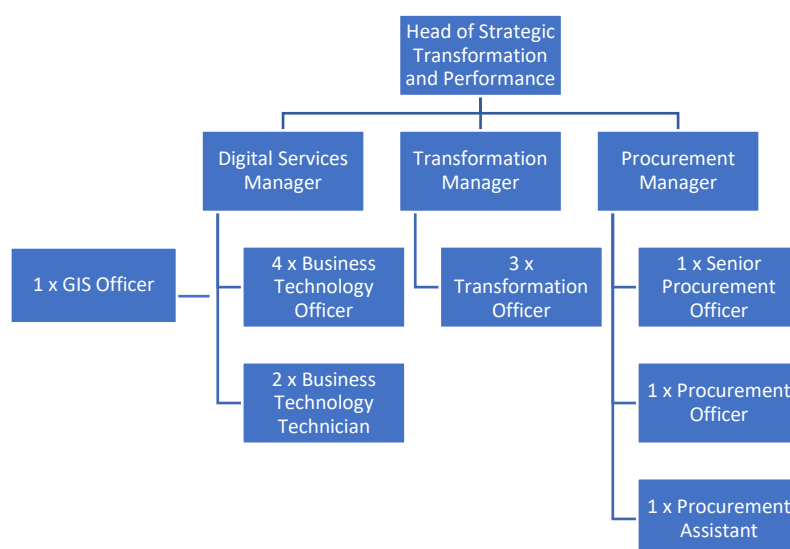 Head of Strategic
Transformation
and Performance
Digital Services
Manager
Transformation
Manager
Procurement
Manager
1 x GIS Officer
4 x Business
Technology
Officer
3 x
Transformation
Officer
1 x Senior
Procurement
Officer
2 x Business
Technology
Technician
1 x Procurement
Officer
1 x Procurement
Assistant